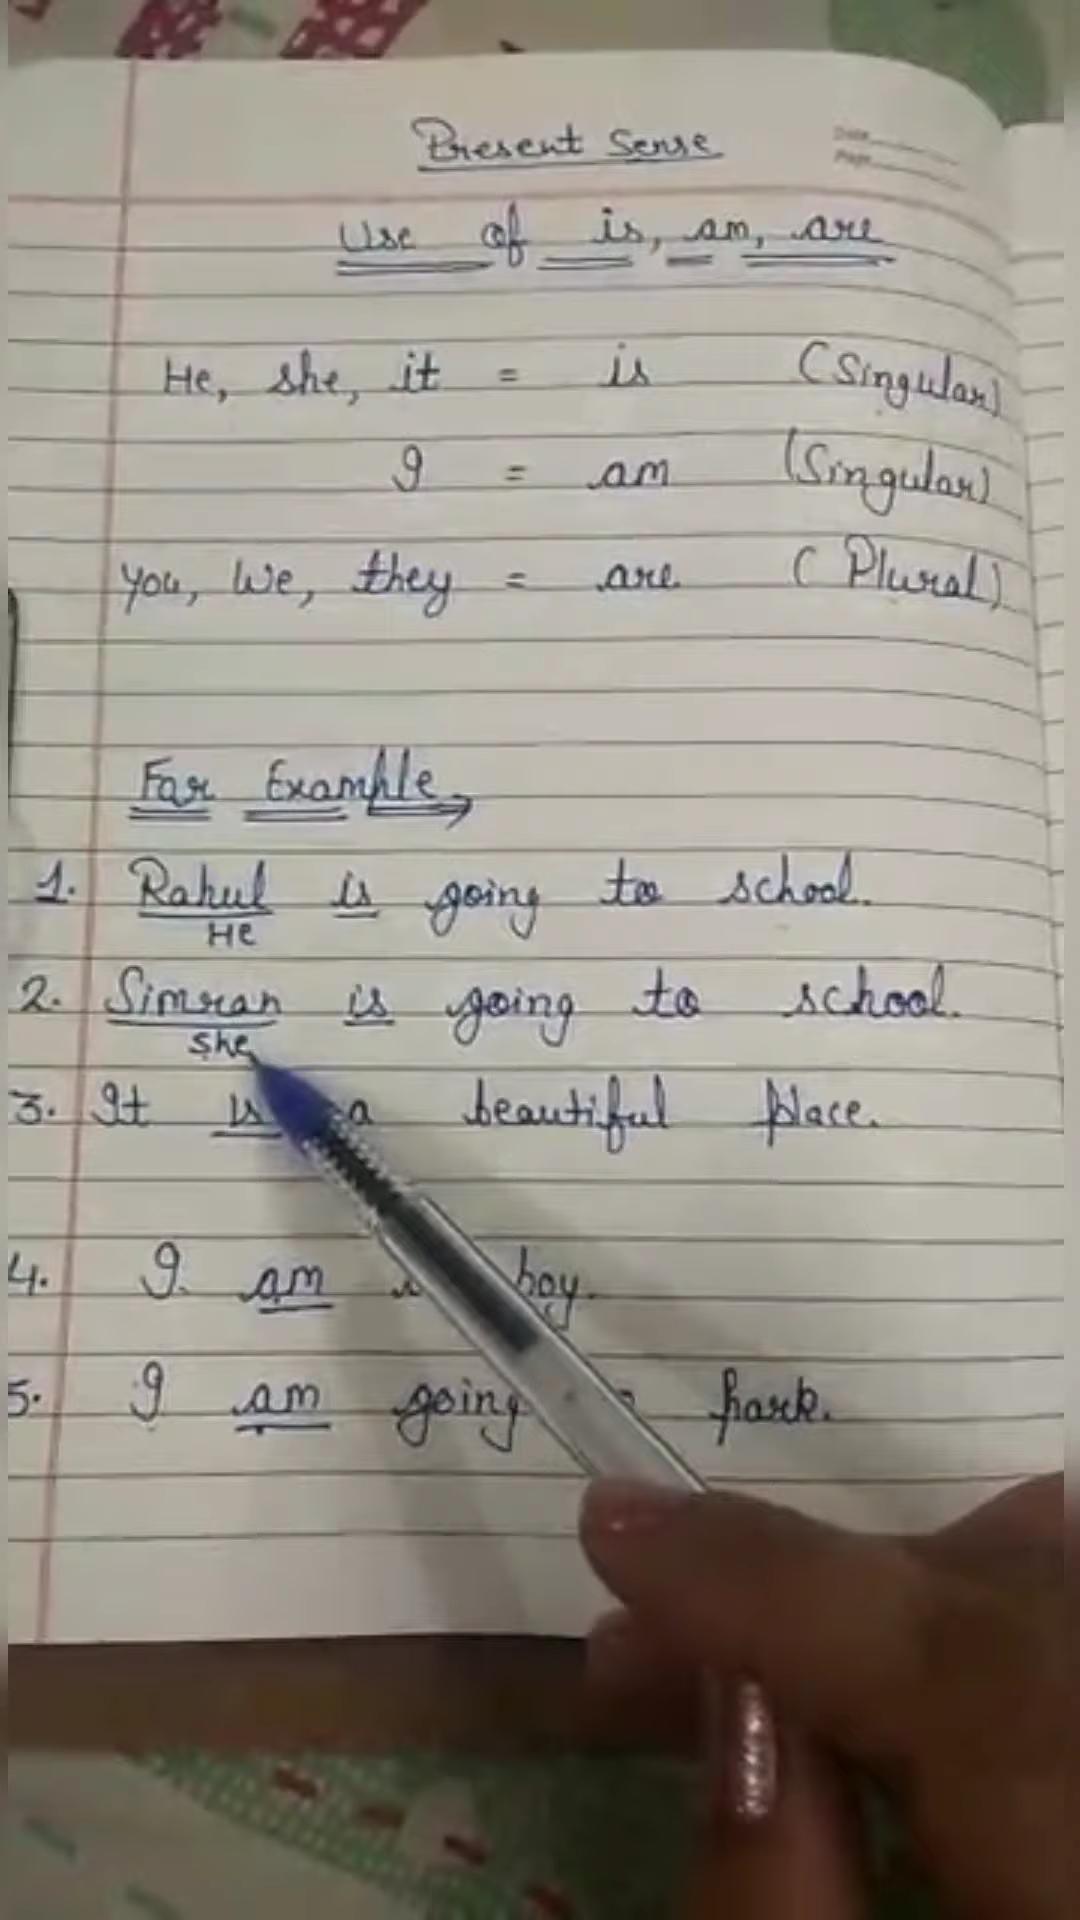 Date
Page
Present Sense
Use of is, am, are
He, she, it = is (Singular)
I = am (Singular)
You, We, they = are (Plural)
For Example
1. Rahul is going to school.
He
2. Simran is going to school.
She
3. It is a beautiful place.
4. I am boy.
5. I am going park.